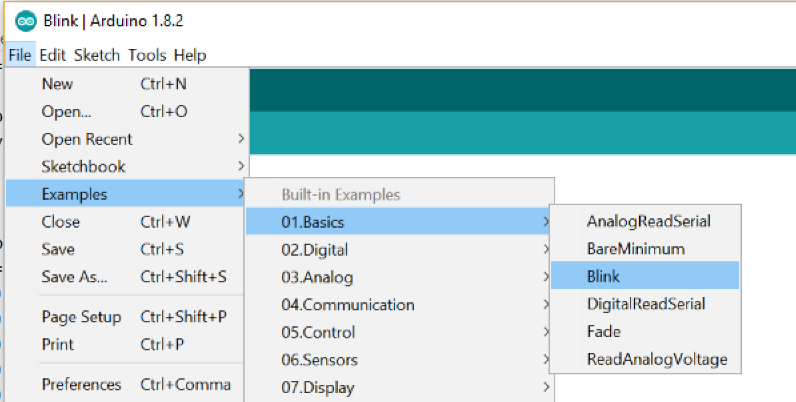 Blink | Arduino 1.8.2
File Edit Sketch Tools Help
New Ctrl+N
Open... Ctrl+O
Open Recent
Sketchbook
Examples
Close Ctrl+W
Save Ctrl+S
Save As... Ctrl+Shift+S
Page Setup Ctrl+Shift+P
Print Ctrl+P
Preferences Ctrl+Comma
Built-in Examples
01.Basics
02.Digital
03.Analog
04.Communication
05.Control
06.Sensors
07.Display
AnalogReadSerial
BareMinimum
Blink
DigitalReadSerial
Fade
ReadAnalogVoltage